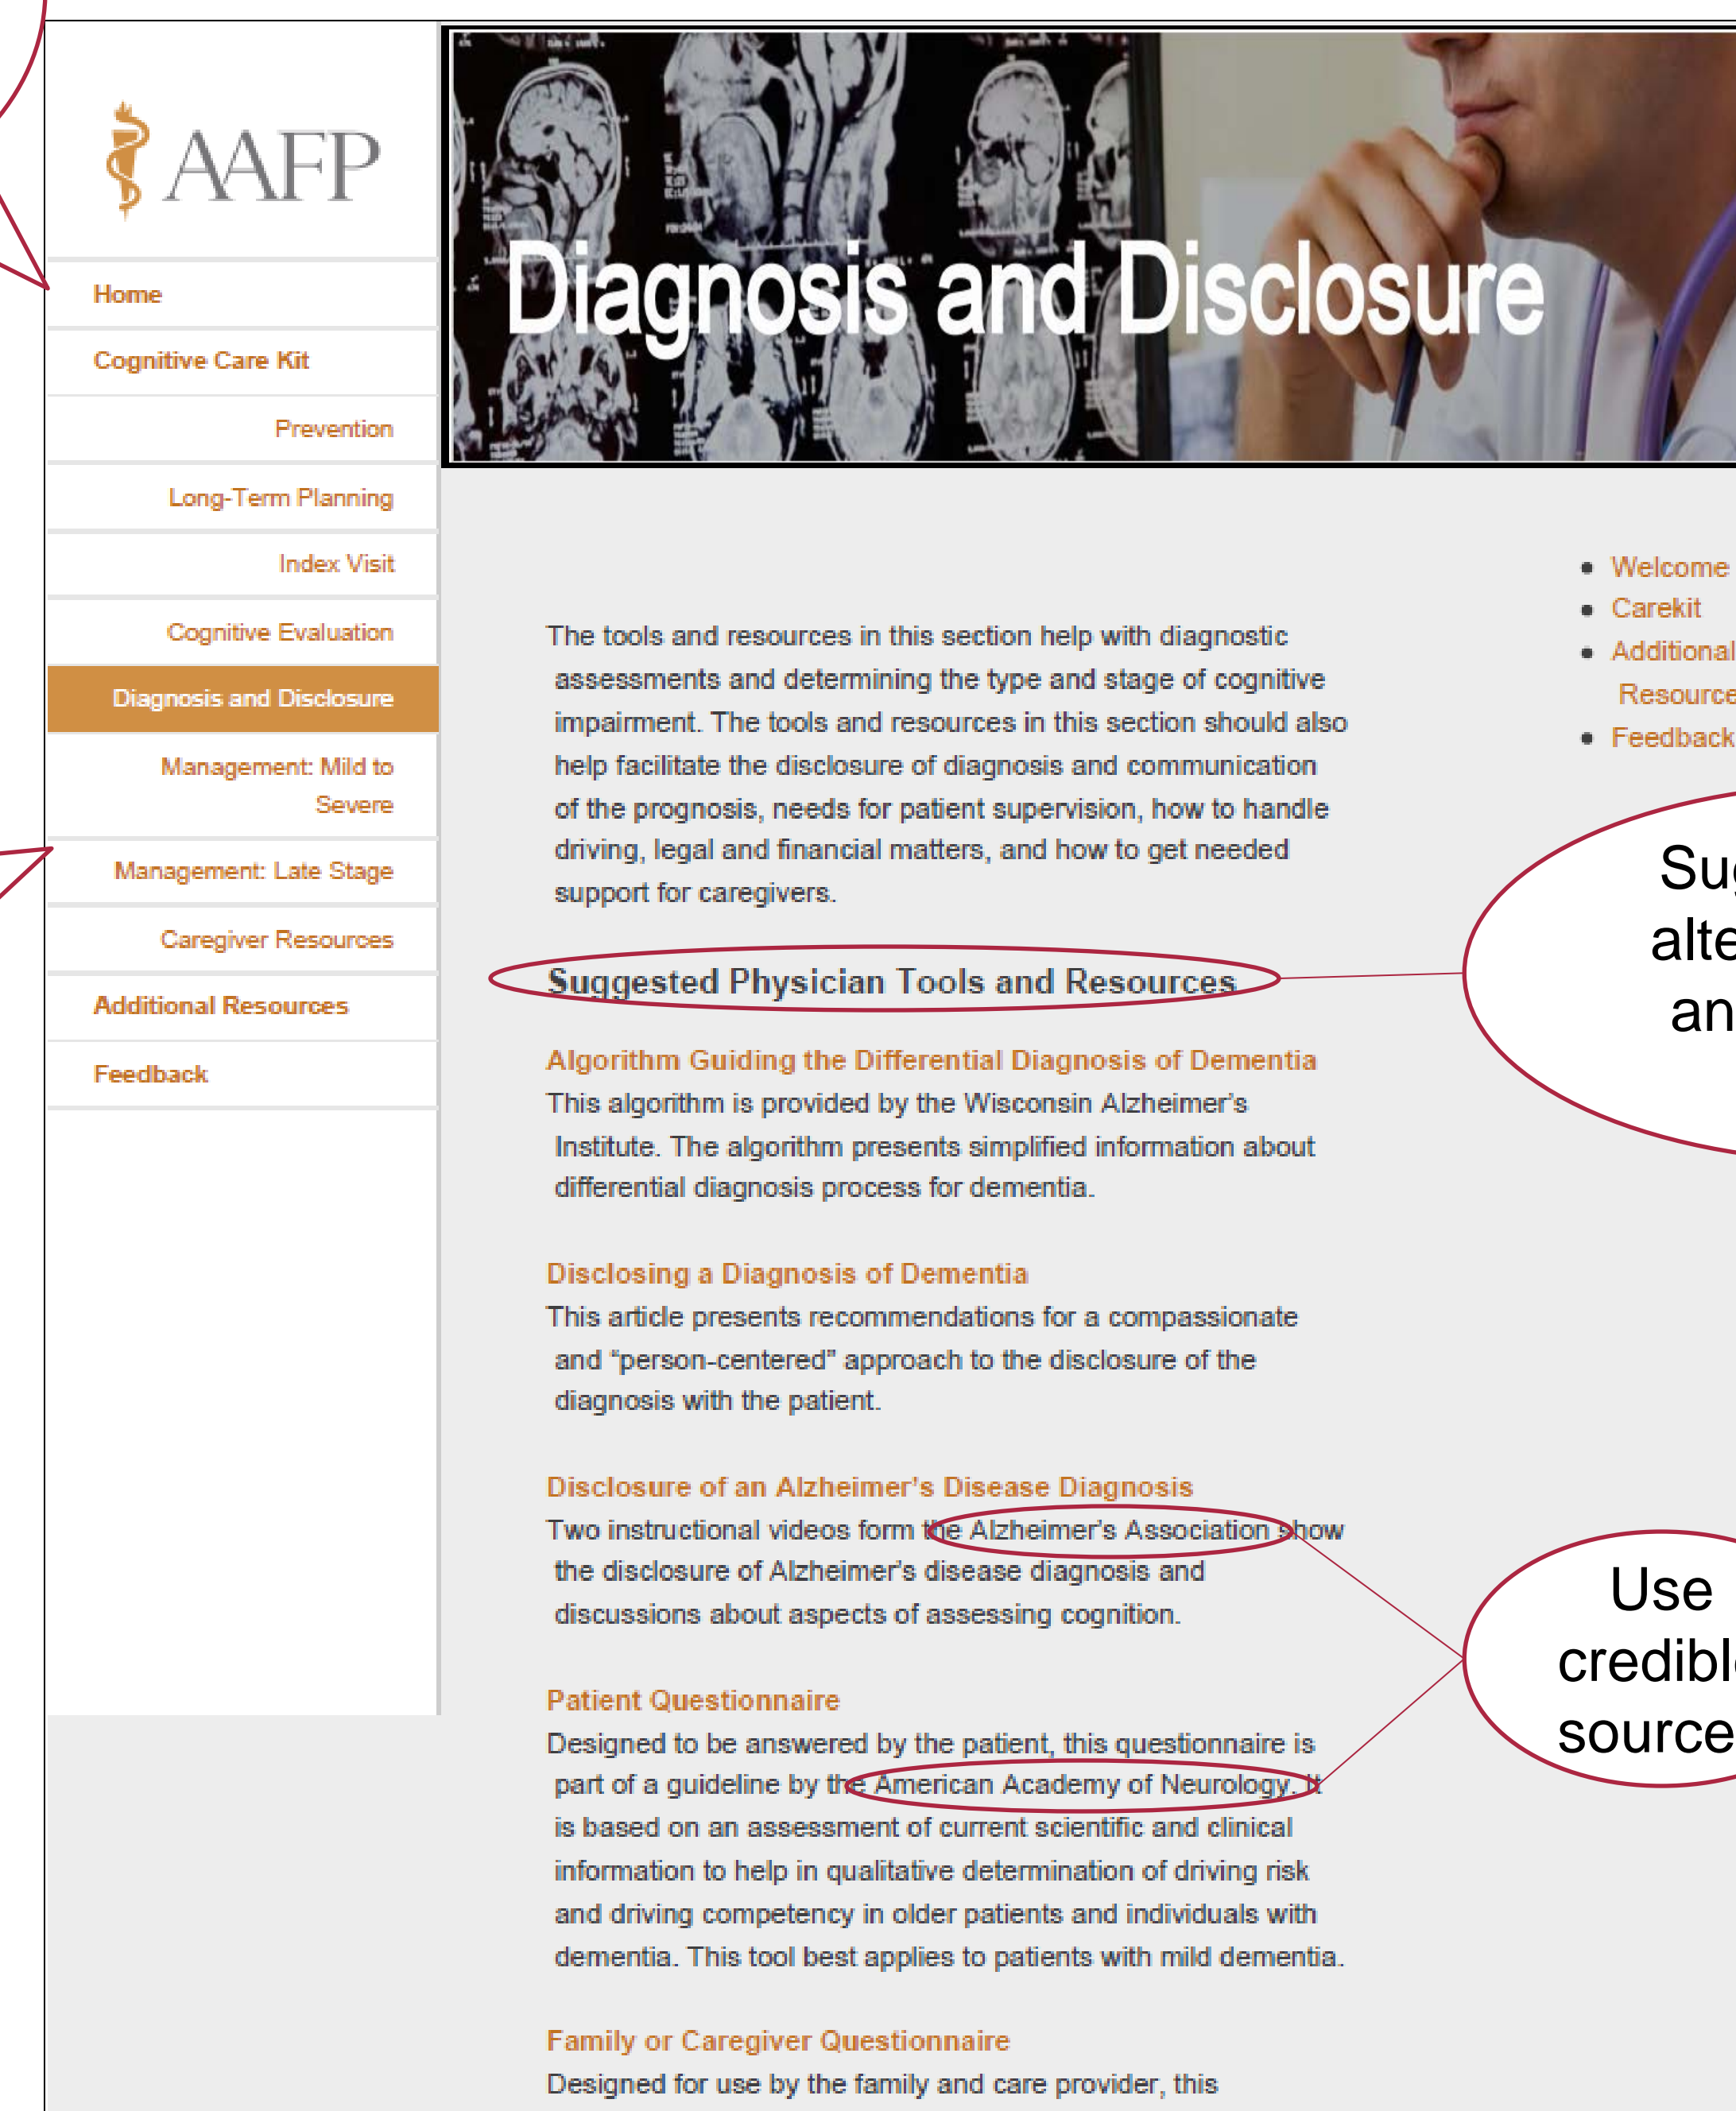 AAFP
Home
Cognitive Care Kit
Prevention
Long-Term Planning
Index Visit
Cognitive Evaluation
Diagnosis and Disclosure
Management: Mild to
Severe
Management: Late Stage
Caregiver Resources
Additional Resources
Feedback
Diagnosis and Disclosure
The tools and resources in this section help with diagnostic
assessments and determining the type and stage of cognitive
impairment. The tools and resources in this section should also
help facilitate the disclosure of diagnosis and communication
of the prognosis, needs for patient supervision, how to handle
driving, legal and financial matters, and how to get needed
support for caregivers.
Suggested Physician Tools and Resources
Algorithm Guiding the Differential Diagnosis of Dementia
This algorithm is provided by the Wisconsin Alzheimer's
Institute. The algorithm presents simplified information about
differential diagnosis process for dementia.
Disclosing a Diagnosis of Dementia
This article presents recommendations for a compassionate
and “person-centered” approach to the disclosure of the
diagnosis with the patient.
Disclosure of an Alzheimer's Disease Diagnosis
Two instructional videos form the Alzheimer's Association show
the disclosure of Alzheimer's disease diagnosis and
discussions about aspects of assessing cognition.
Patient Questionnaire
Designed to be answered by the patient, this questionnaire is
part of a guideline by the American Academy of Neurology. It
is based on an assessment of current scientific and clinical
information to help in qualitative determination of driving risk
and driving competency in older patients and individuals with
dementia. This tool best applies to patients with mild dementia.
Family or Caregiver Questionnaire
Designed for use by the family and care provider, this
• Welcome
• Carekit
• Additional
Resource
• Feedback
Use
credible
source